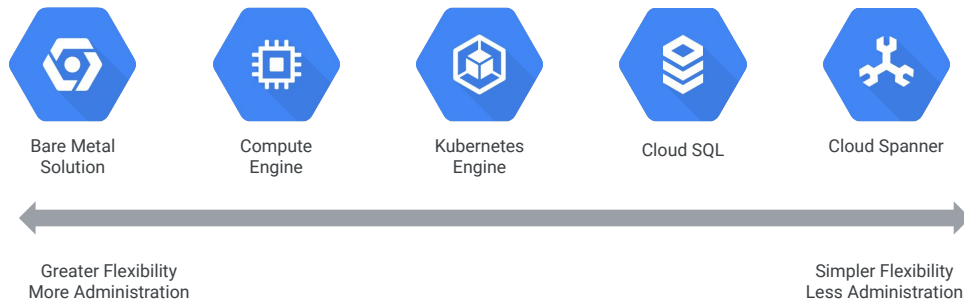 Bare Metal
Solution
Compute
Engine
Kubernetes
Engine
Cloud SQL
Cloud Spanner
Greater Flexibility
More Administration
Simpler Flexibility
Less Administration